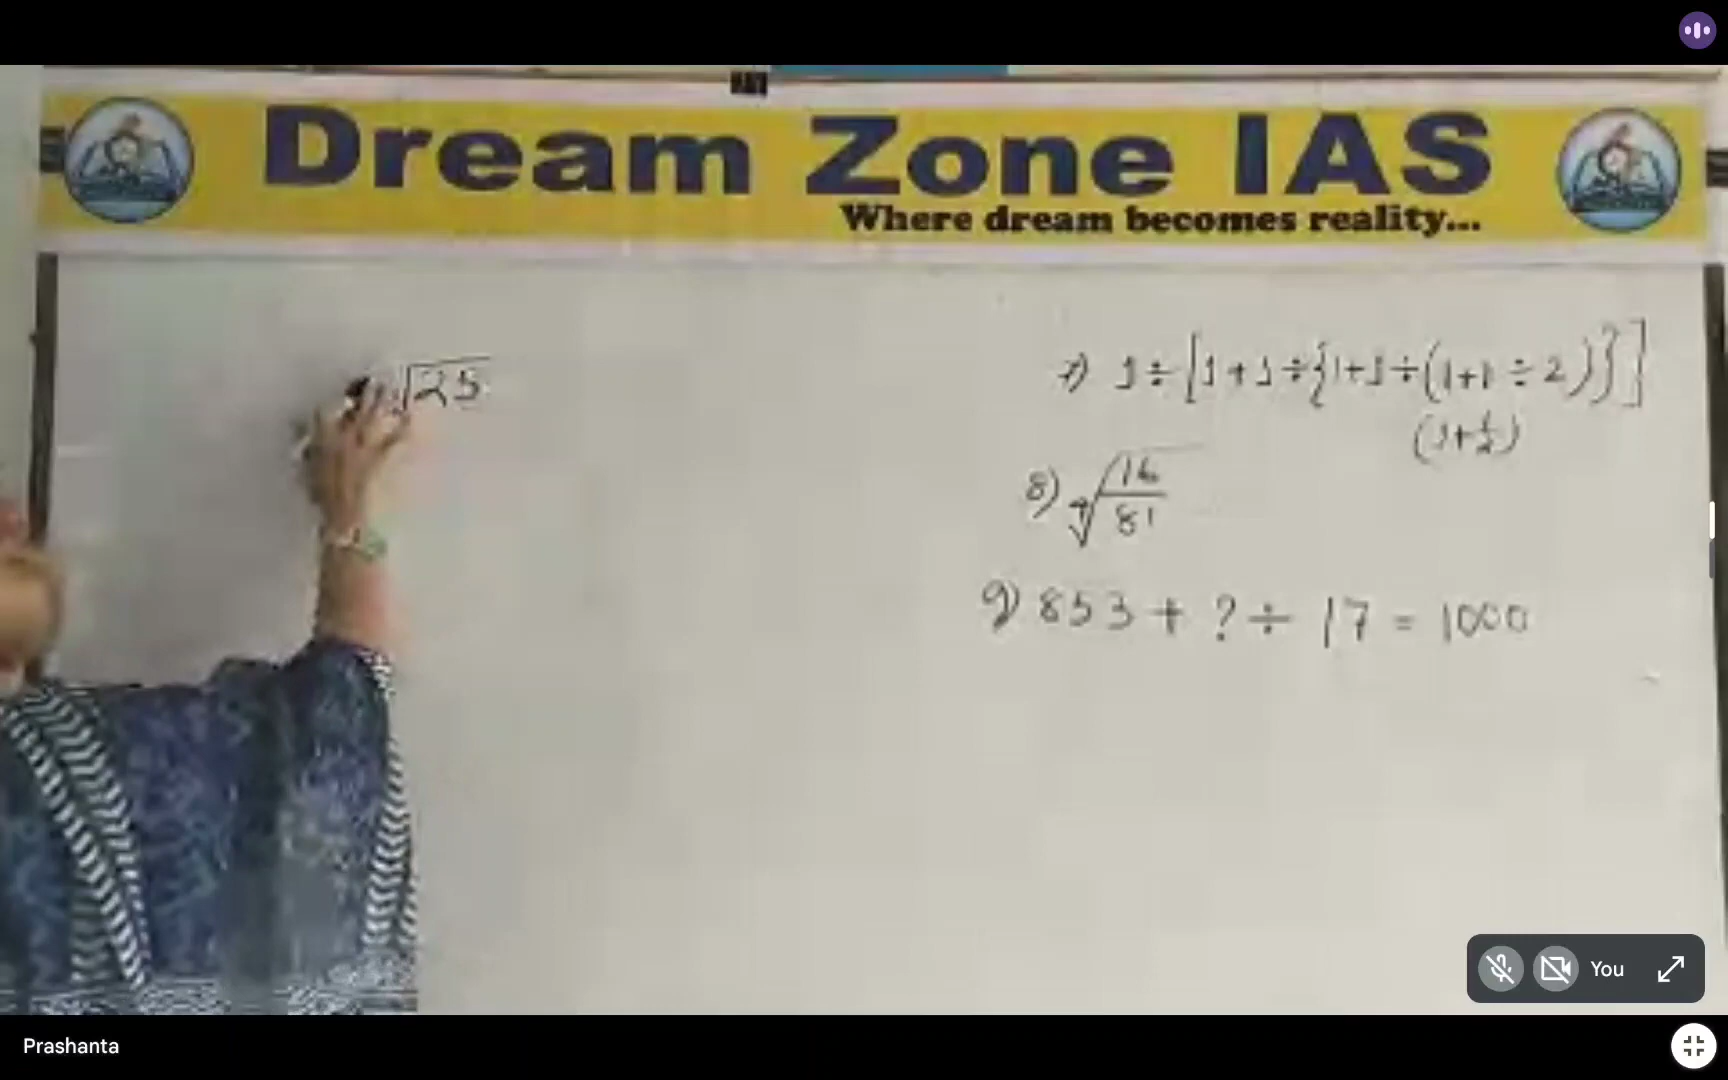 Dream Zone IAS
Where dream becomes reality...
√25
7) 1÷[1+1÷{1+1÷(1+1÷2)}]
(1+1/2)
8) ∜16/81
9) 853 + ? ÷ 17 = 1000
You
Prashanta